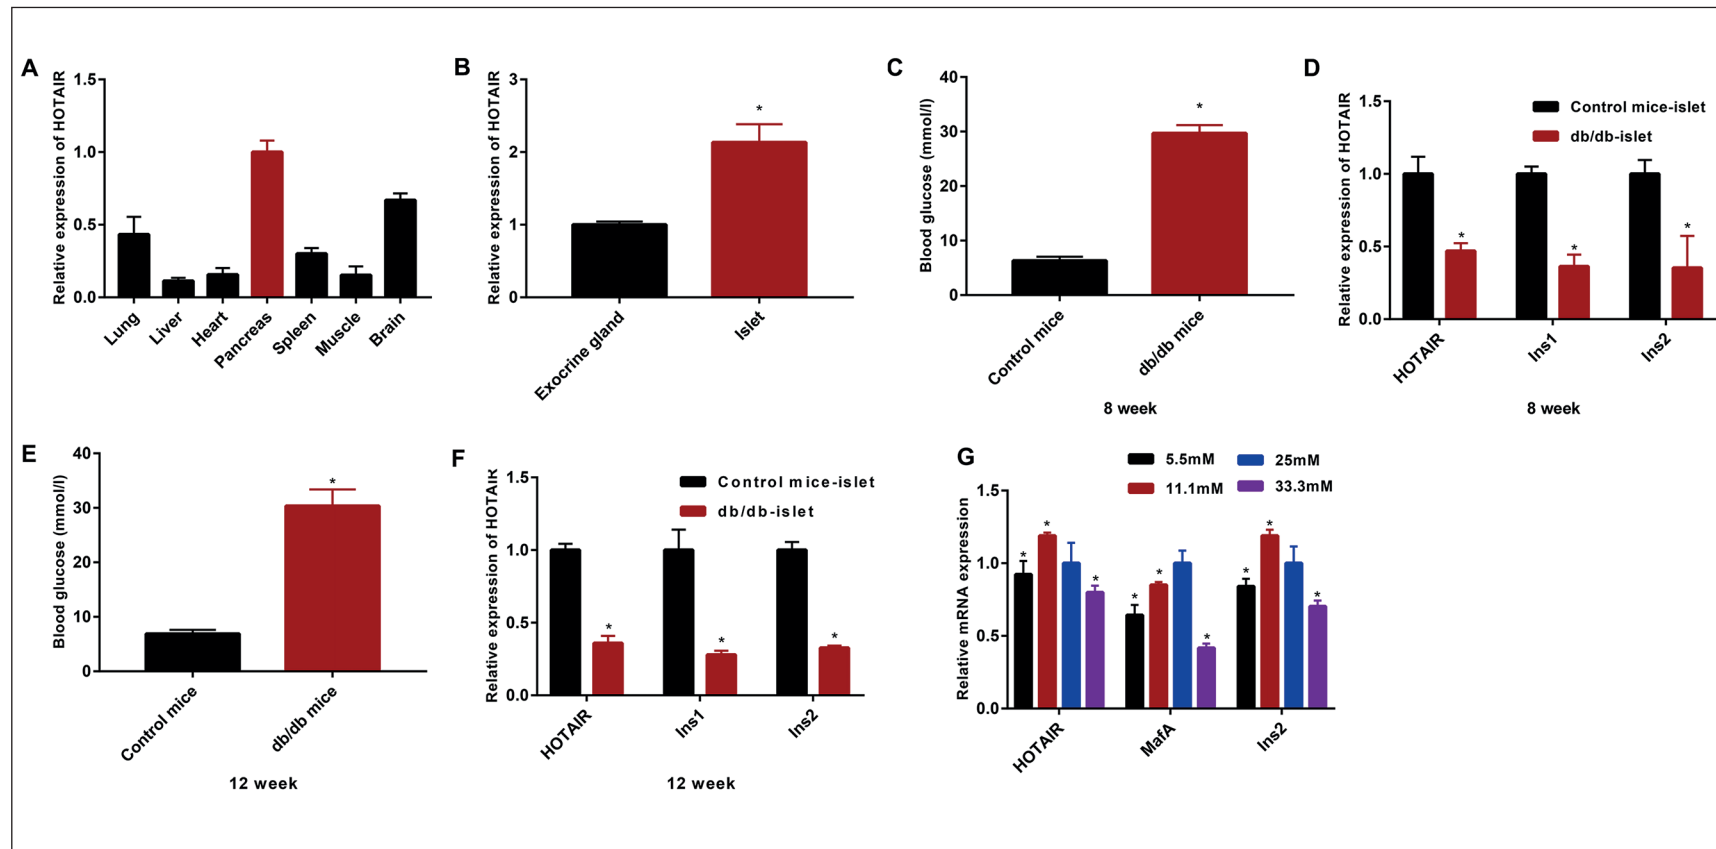 A
Relative expression of HOTAIR
1.5
1.0
0.5
0.0
Lung
Liver
Heart
Pancreas
Spleen
Muscle
Brain
B
Relative expression of HOTAIR
3
2
1
0
*
Exocrine gland
Islet
C
Blood glucose (mmol/l)
40
30
20
10
0
*
Control mice
db/db mice
8 week
D
Relative expression of HOTAIR
1.5
1.0
0.5
0.0
Control mice-islet
db/db-islet
*
*
*
HOTAIR
Ins1
Ins2
8 week
E
Blood glucose (mmol/l)
40
30
20
10
0
*
Control mice
db/db mice
12 week
F
Relative expression of HOTAIR
1.5
1.0
0.5
0.0
Control mice-islet
db/db-islet
*
*
*
HOTAIR
Ins1
Ins2
12 week
G
5.5mM
25mM
11.1mM
33.3mM
Relative mRNA expression
1.5
1.0
0.5
0.0
*
*
*
*
*
*
*
*
*
HOTAIR
MafA
Ins2